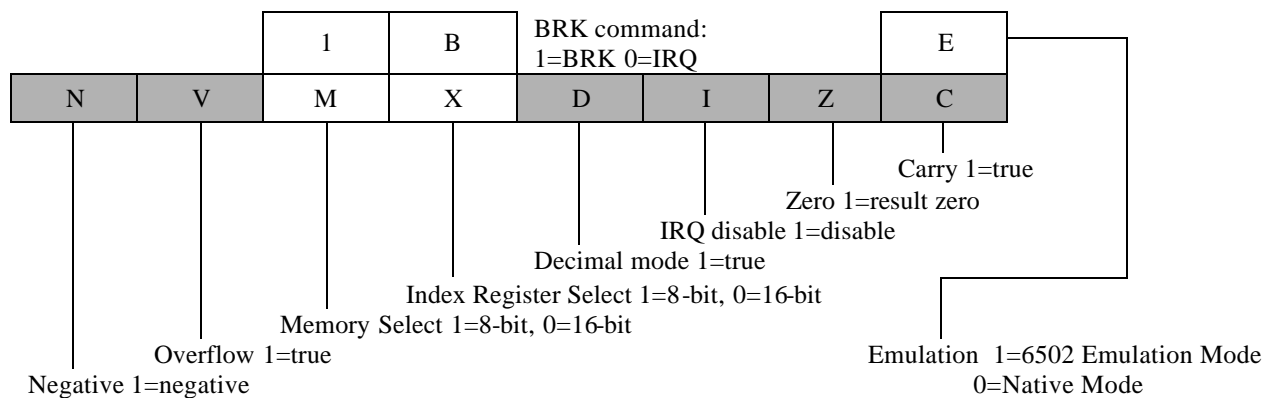 1 B BRK command: E
1=BRK 0=IRQ
N V M X D I Z C
Carry 1=true
Zero 1=result zero
IRQ disable 1=disable
Decimal mode 1=true
Index Register Select 1=8-bit, 0=16-bit
Memory Select 1=8-bit, 0=16-bit
Overflow 1=true
Emulation 1=6502 Emulation Mode
Negative 1=negative
0=Native Mode